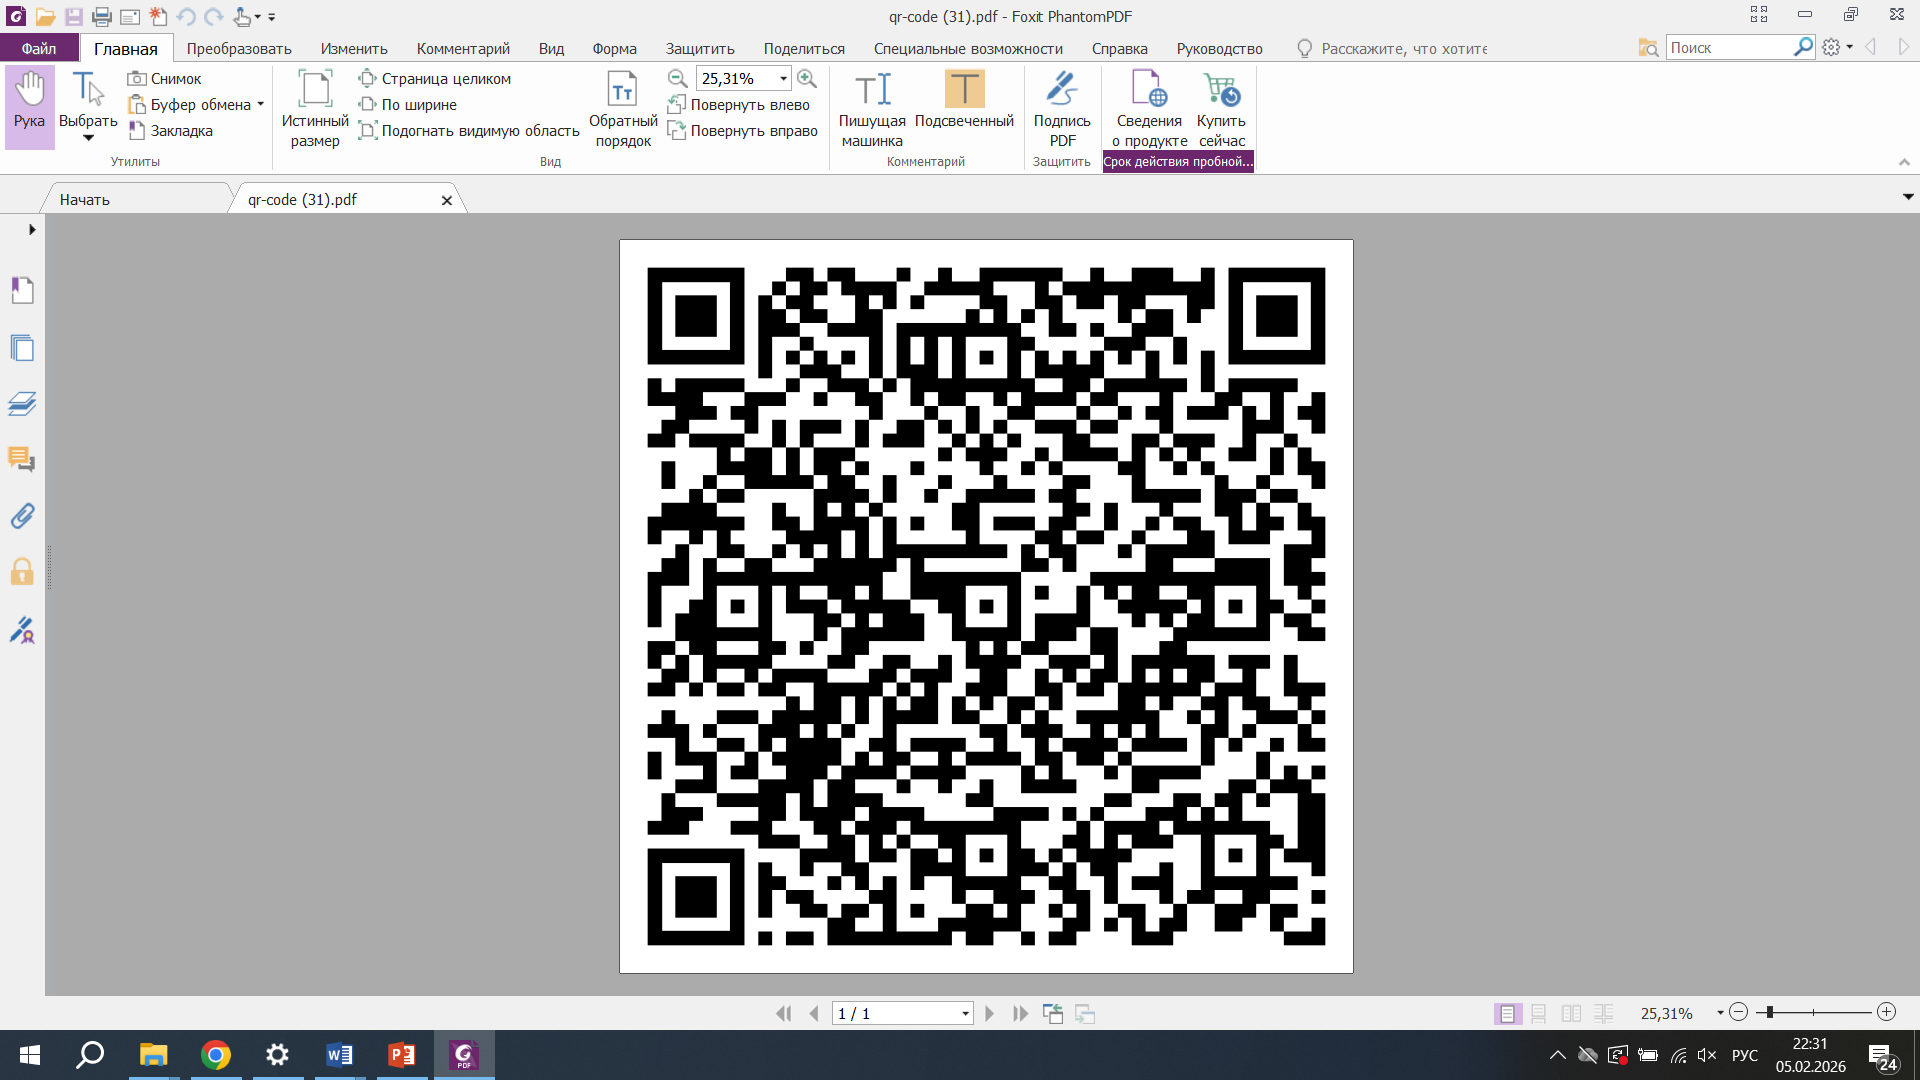 qr-code (31).pdf - Foxit PhantomPDF
Файл
Главная
Преобразовать
Изменить
Комментарий
Вид
Форма
Защитить
Поделиться
Специальные возможности
Справка
Руководство
Расскажите, что хотите
Поиск
Рука
Выбрать
Снимок
Буфер обмена
Закладка
Утилиты
Истинный
размер
Страница целиком
По ширине
Подогнать видимую область
Обратный
порядок
25,31%
Повернуть влево
Повернуть вправо
Вид
Пишущая
машинка
Подсвеченный
Комментарий
Подпись
PDF
Защитить
Сведения
о продукте
Купить
сейчас
Срок действия пробной...
Начать
qr-code (31).pdf
1 / 1
25,31%
PDF
РУС
22:31
05.02.2026
24